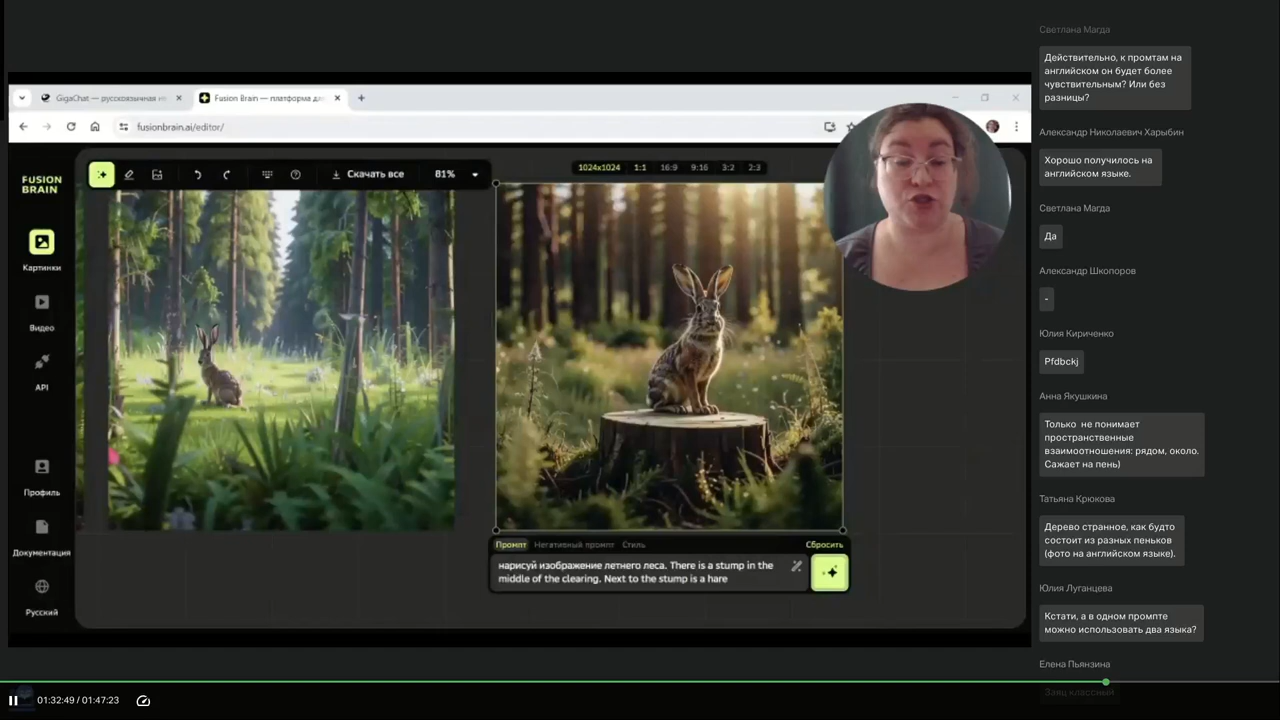 GigaChat — русскоязычная не
Fusion Brain — платформа дл
fusionbrain.ai/editor/
FUSION
BRAIN
Скачать все
81%
1024x1024
1:1
16:9
9:16
3:2
2:3
Картинки
Видео
API
Профиль
Документация
Русский
Промпт
Негативный промпт
Стиль
Сбросить
нарисуй изображение летнего леса. There is a stump in the
middle of the clearing. Next to the stump is a hare
01:32:49 / 01:47:23
Светлана Магда
Действительно, к промтам на
английском он будет более
чувствительным? Или без
разницы?
Александр Николаевич Харыбин
Хорошо получилось на
английском языке.
Светлана Магда
Да
Александр Шкопоров
-
Юлия Кириченко
Pfdbckj
Анна Якушкина
Только не понимает
пространственные
взаимоотношения: рядом, около.
Сажает на пень)
Татьяна Крюкова
Дерево странное, как будто
состоит из разных пеньков
(фото на английском языке).
Юлия Луганцева
Кстати, а в одном промпте
можно использовать два языка?
Елена Пьянзина
Заяц классный